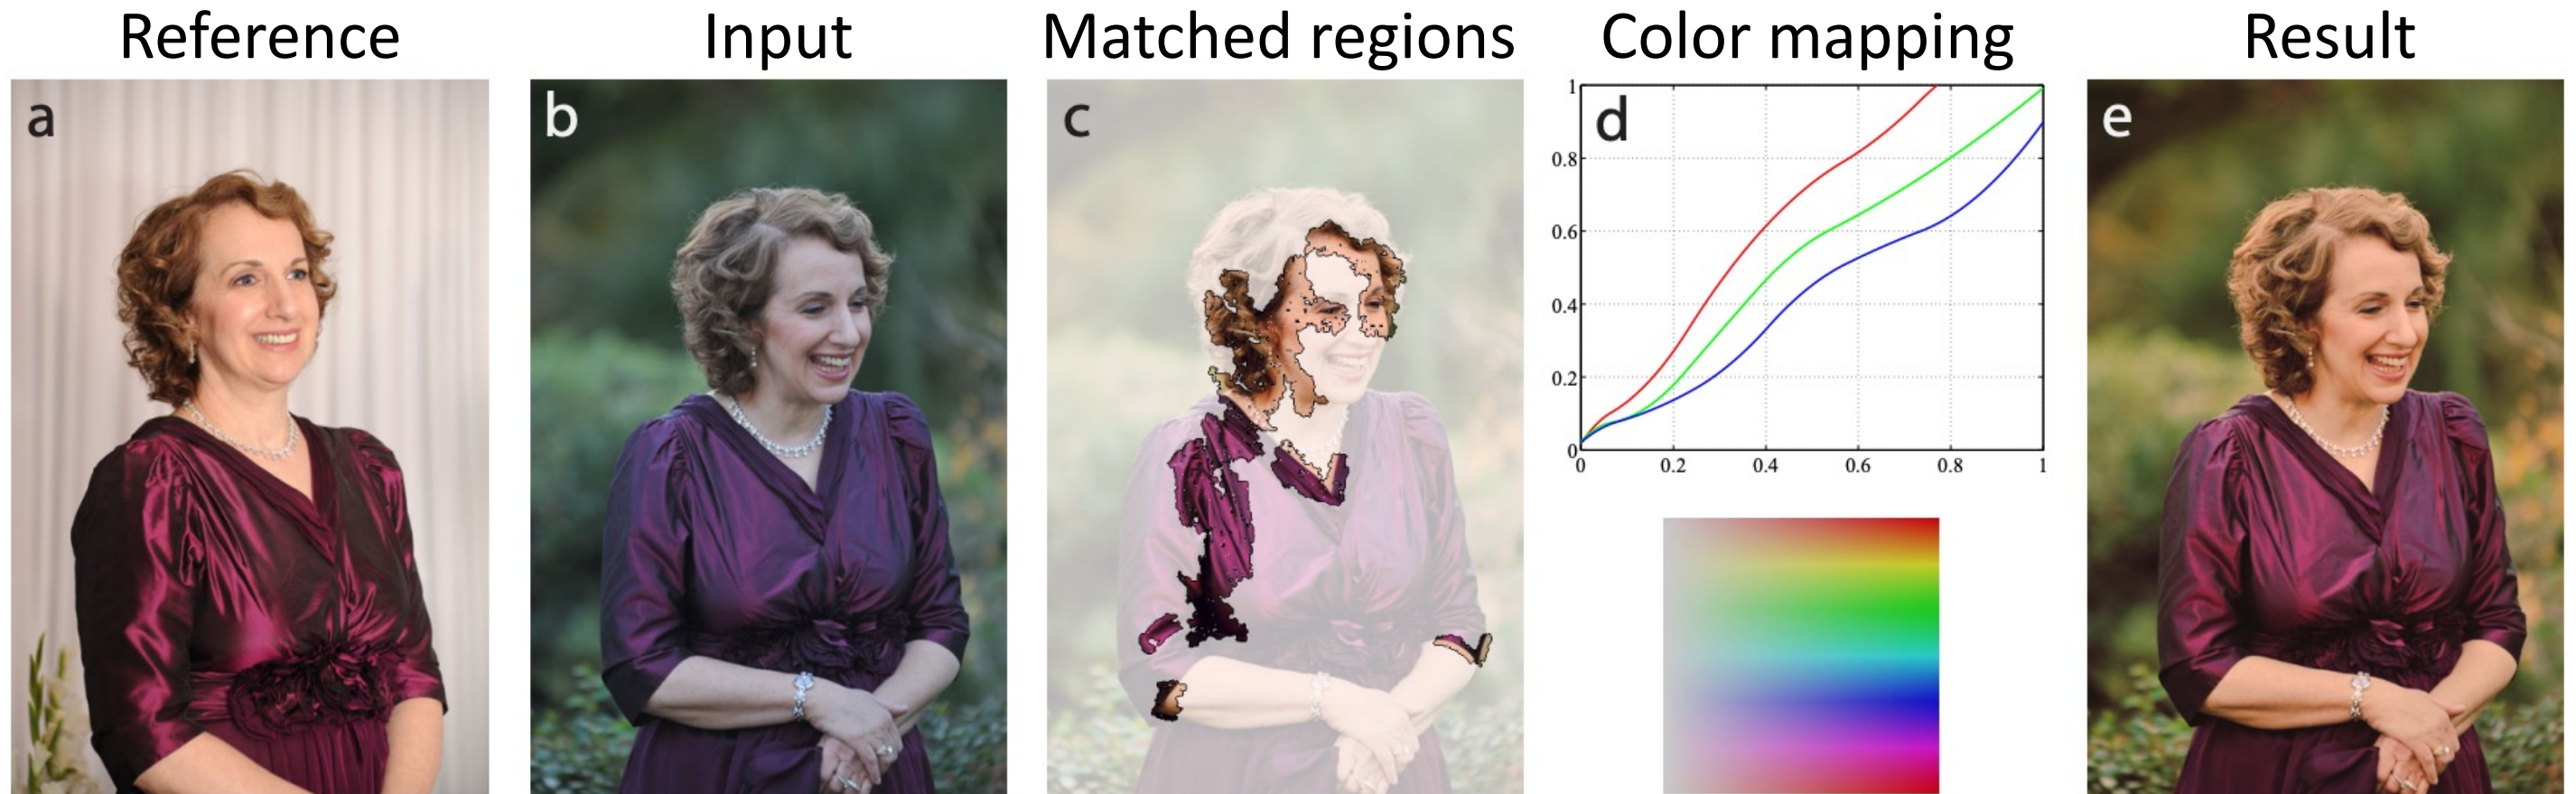 Reference
Input
Matched regions
Color mapping
Result
a
b
c
d
e
1
0.8
0.6
0.4
0.2
0
0 0.2 0.4 0.6 0.8 1